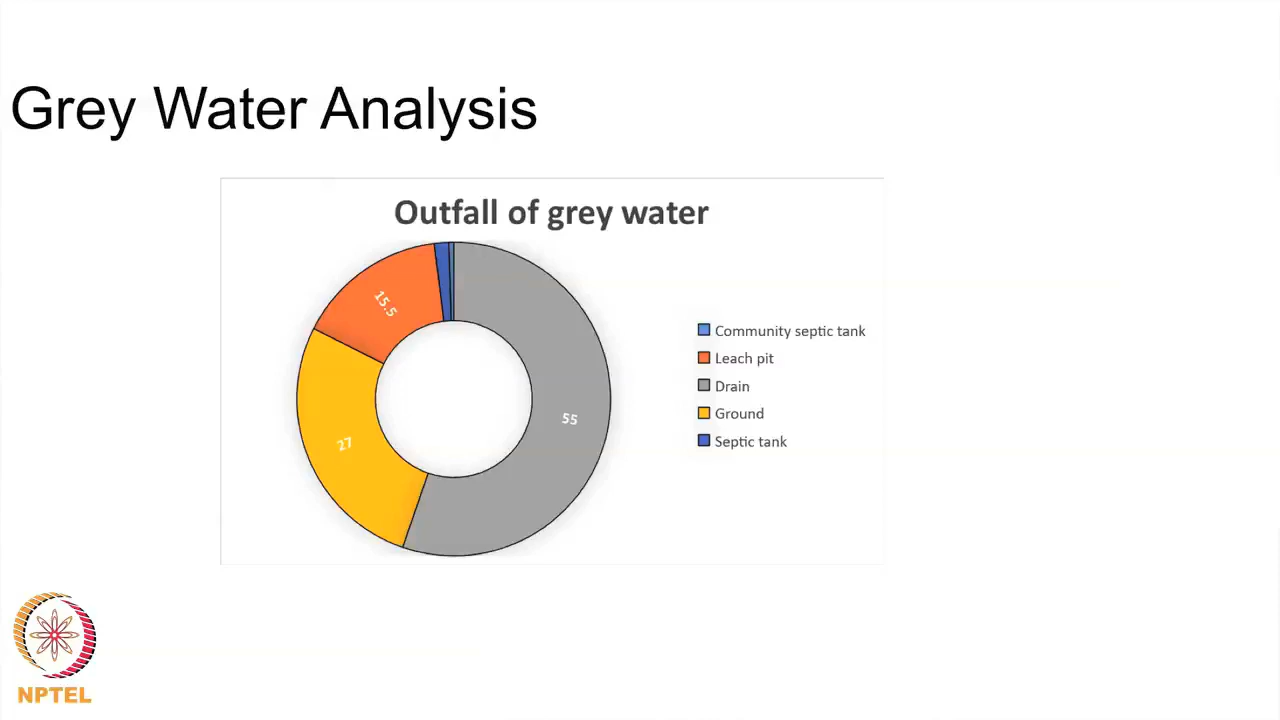 Grey Water Analysis
Outfall of grey water
15.5
55
27
Community septic tank
Leach pit
Drain
Ground
Septic tank
NPTEL